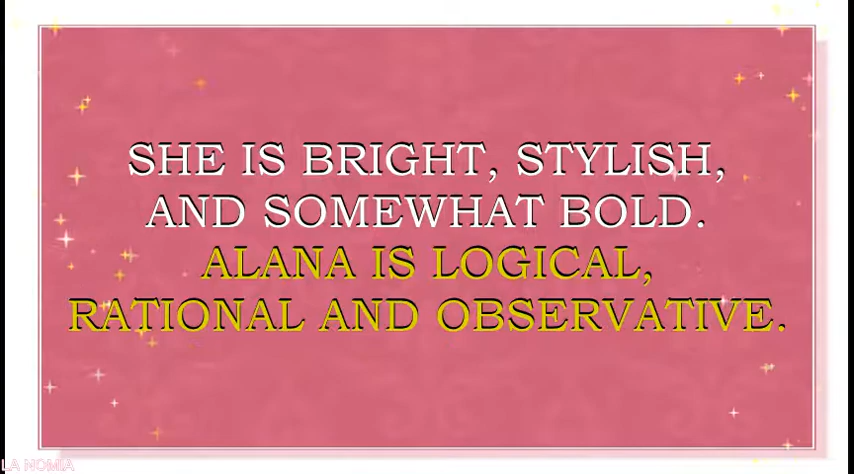 SHE IS BRIGHT, STYLISH,
AND SOMEWHAT BOLD.
ALANA IS LOGICAL,
RATIONAL AND OBSERVATIVE.
LA NOMIA